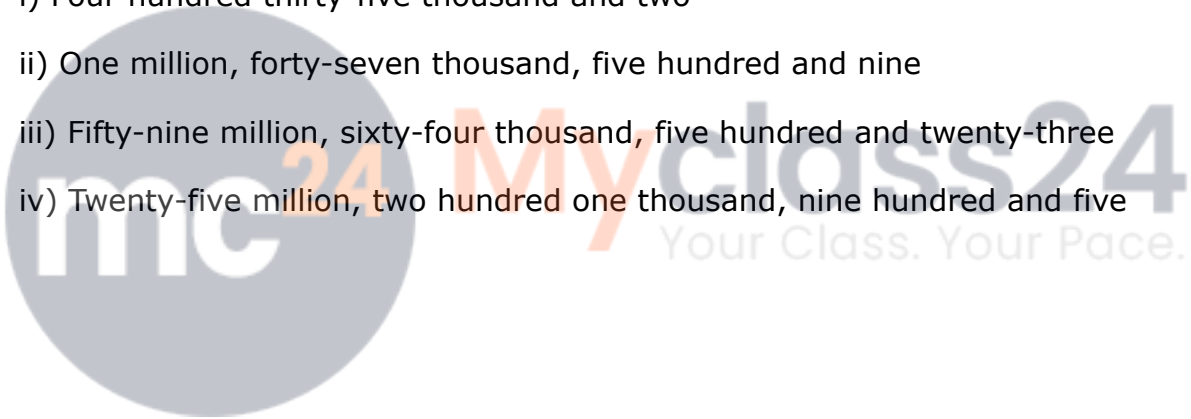 i) Four hundred thirty-five thousand and two
ii) One million, forty-seven thousand, five hundred and nine
iii) Fifty-nine million, sixty-four thousand, five hundred and twenty-three
iv) Twenty-five million, two hundred one thousand, nine hundred and five
mc24 Myclass24
Your Class. Your Pace.